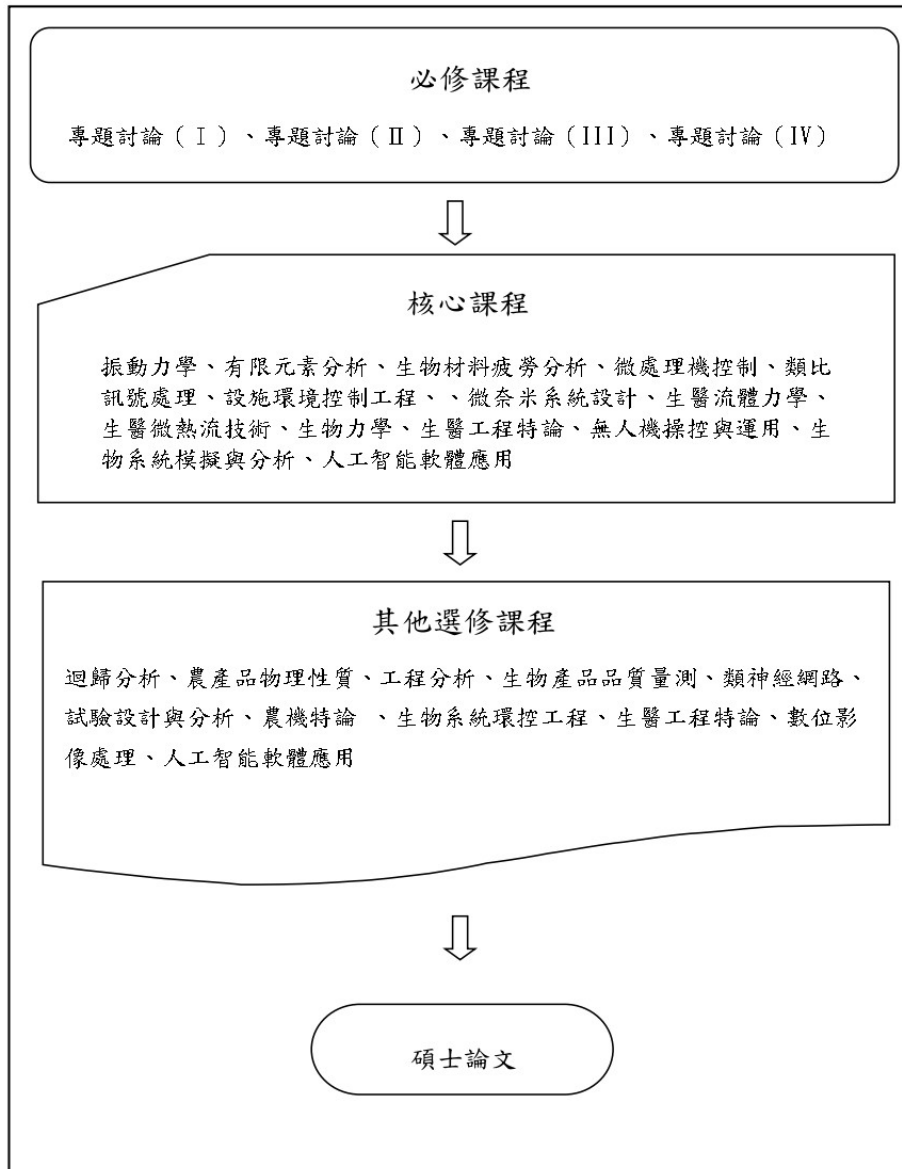 必修課程
專題討論（Ⅰ）、專題討論（Ⅱ）、專題討論（III）、專題討論（IV）
核心課程
振動力學、有限元素分析、生物材料疲勞分析、微處理機控制、類比
訊號處理、設施環境控制工程、、微奈米系統設計、生醫流體力學、
生醫微熱流技術、生物力學、生醫工程特論、無人機操控與運用、生
物系統模擬與分析、人工智能軟體應用
其他選修課程
迴歸分析、農產品物理性質、工程分析、生物產品品質量測、類神經網路、
試驗設計與分析、農機特論 、生物系統環控工程、生醫工程特論、數位影
像處理、人工智能軟體應用
碩士論文